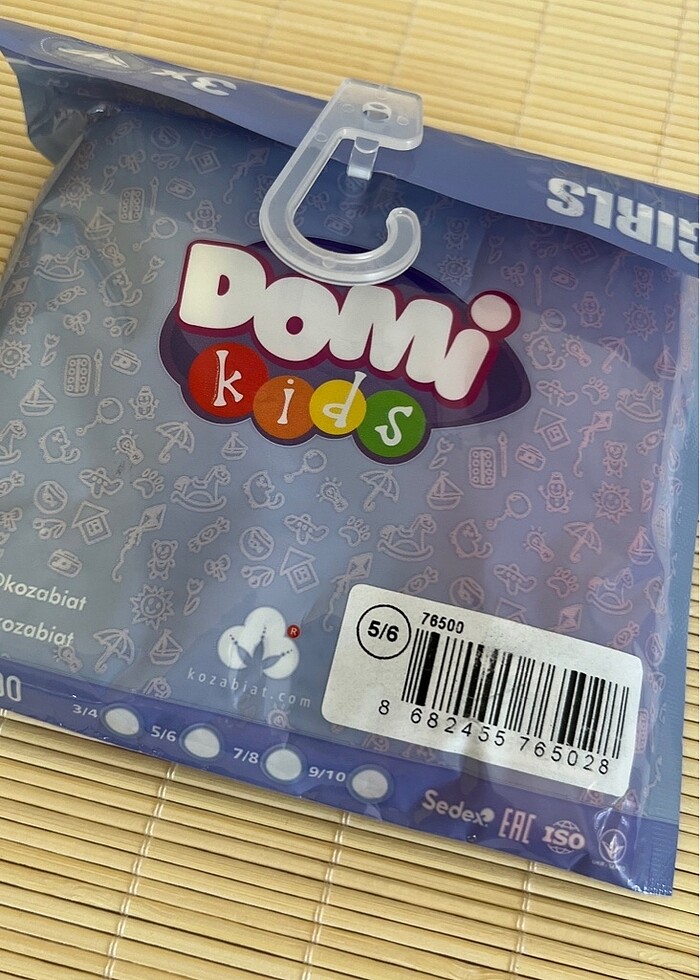 3x
GIRLS
DOMi
kids
@kozabiat
kozabiat
kozabiat.com
5/6
76500
8 682455 765028
00
3/4 5/6 7/8 9/10
Sedex EAC ISO